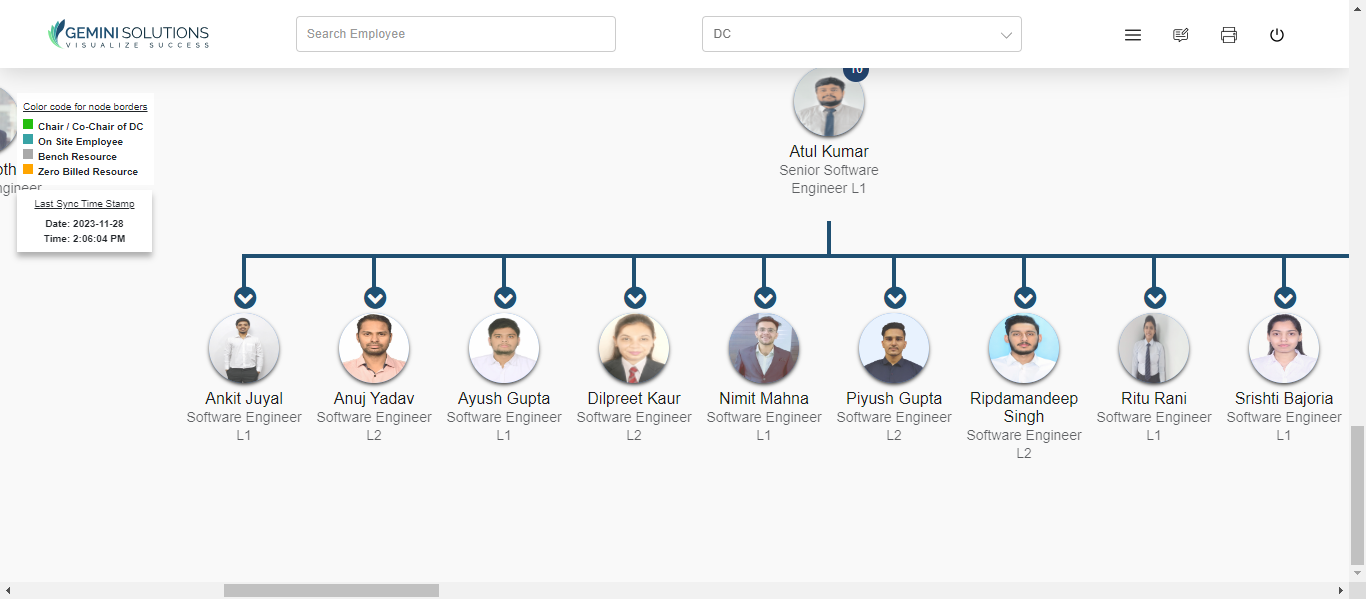 GEMINI SOLUTIONS
VISUALIZE SUCCESS
Search Employee
DC
10
Color code for node borders
Chair / Co-Chair of DC
On Site Employee
Bench Resource
Zero Billed Resource
oth
ngineer
Last Sync Time Stamp
Date: 2023-11-28
Time: 2:06:04 PM
Atul Kumar
Senior Software
Engineer L1
Ankit Juyal
Software Engineer
L1
Anuj Yadav
Software Engineer
L2
Ayush Gupta
Software Engineer
L1
Dilpreet Kaur
Software Engineer
L2
Nimit Mahna
Software Engineer
L1
Piyush Gupta
Software Engineer
L2
Ripdamandeep
Singh
Software Engineer
L2
Ritu Rani
Software Engineer
L1
Srishti Bajoria
Software Engineer
L1